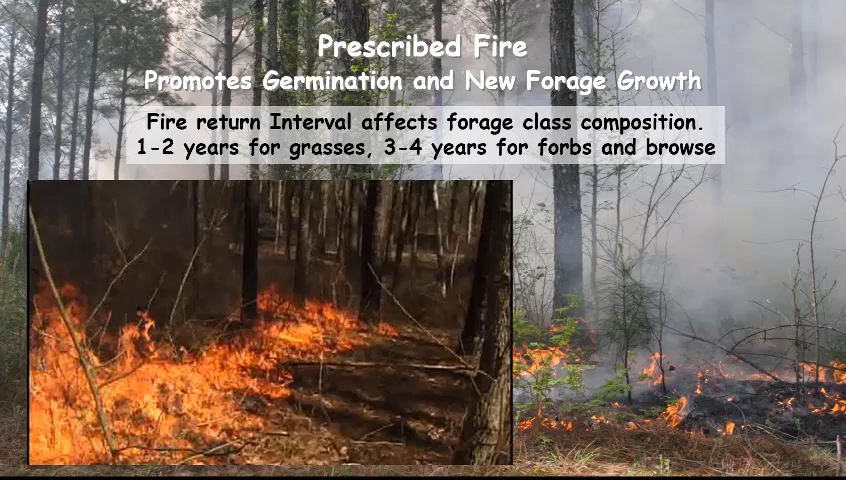 Prescribed Fire
Promotes Germination and New Forage Growth
Fire return Interval affects forage class composition.
1-2 years for grasses, 3-4 years for forbs and browse